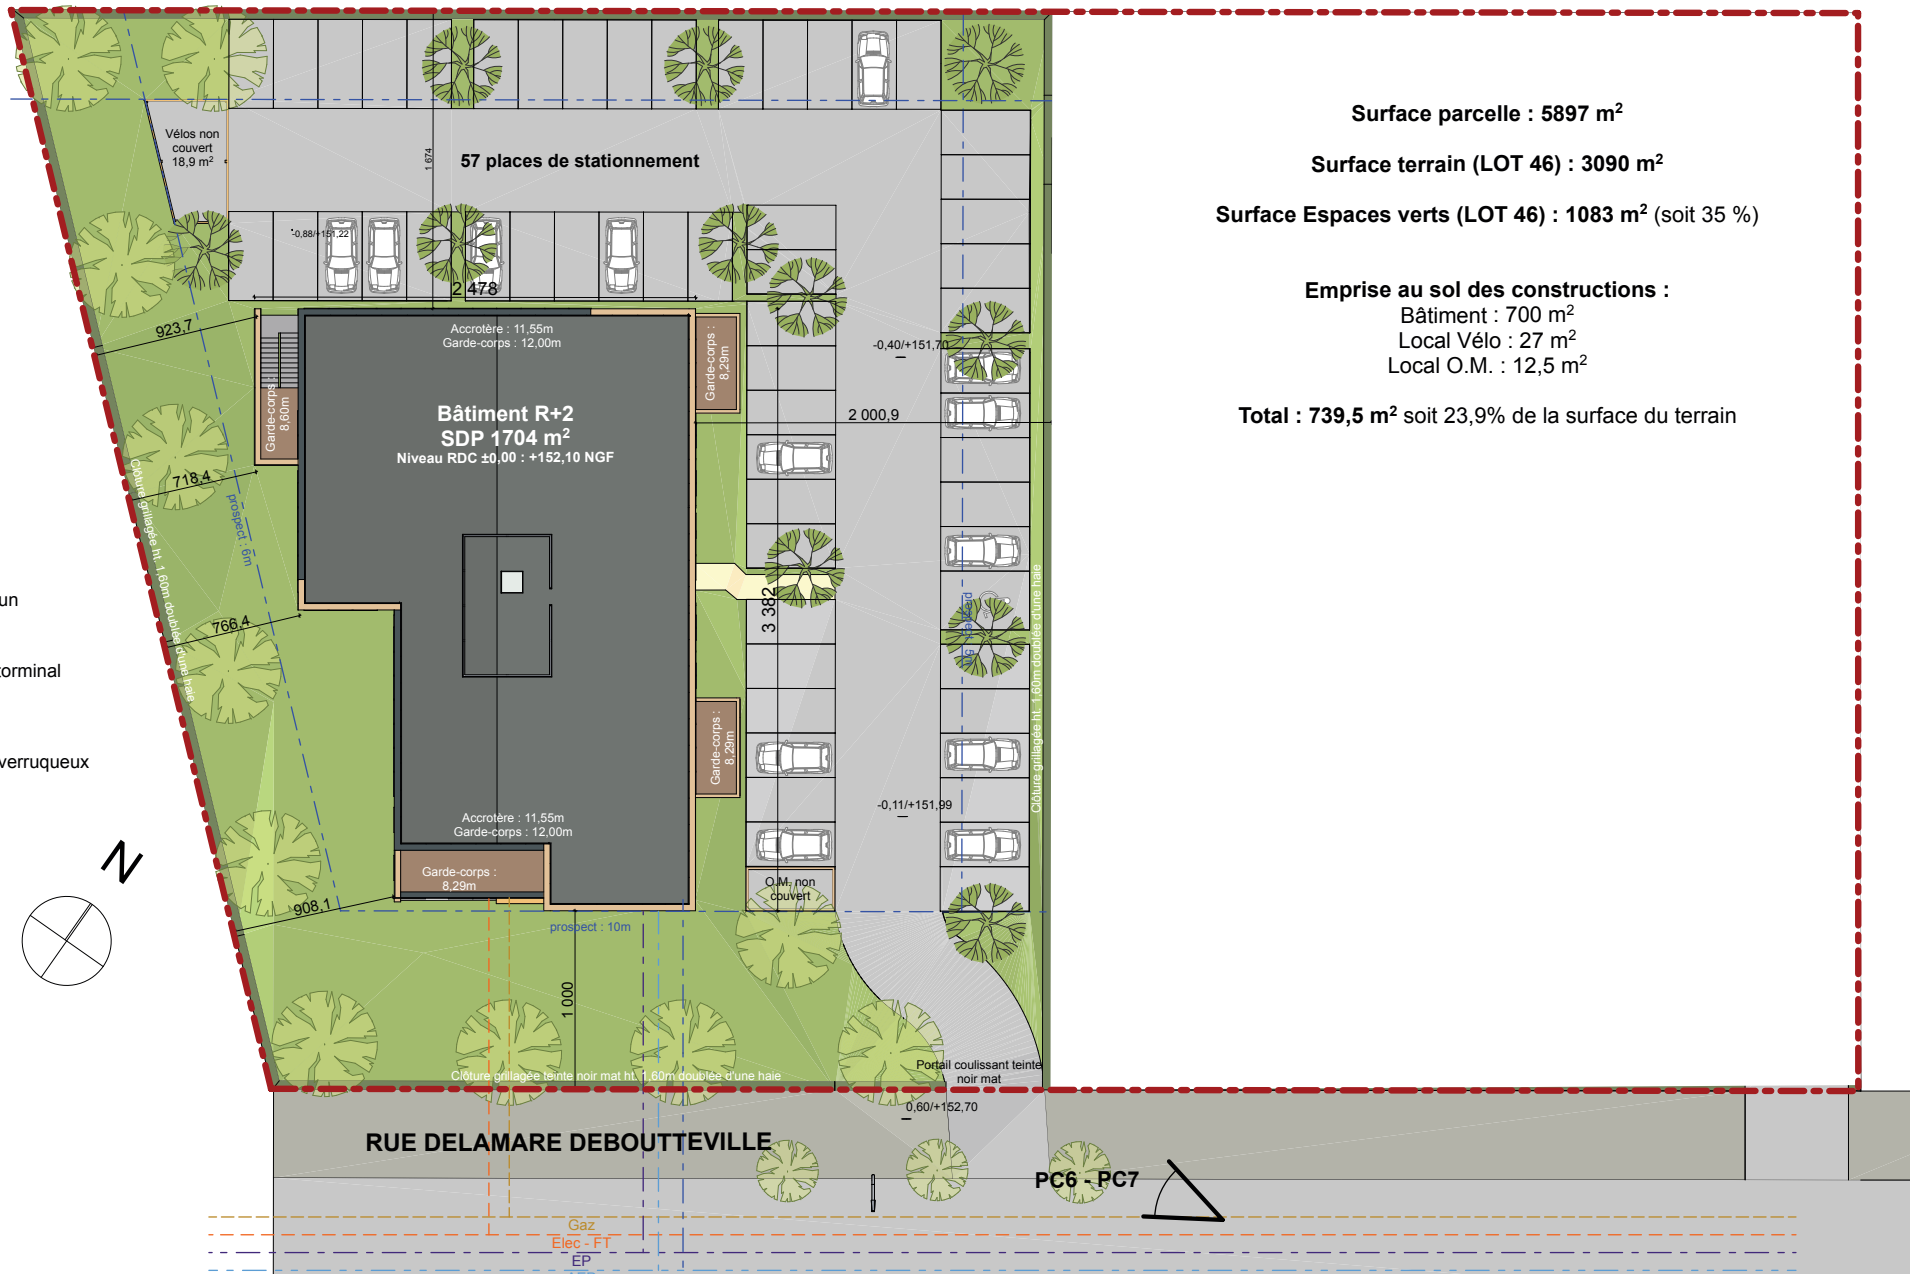 Surface parcelle : 5897 m²
Surface terrain (LOT 46) : 3090 m²
Surface Espaces verts (LOT 46) : 1083 m² (soit 35 %)
Emprise au sol des constructions :
Bâtiment : 700 m²
Local Vélo : 27 m²
Local O.M. : 12,5 m²
Total : 739,5 m² soit 23,9% de la surface du terrain
Vélos non
couvert
18,9 m²
1 674
57 places de stationnement
-0,88/+151,22
2 478
923,7
Accrotère : 11,55m
Garde-corps : 12,00m
Garde-corps :
8,29m
-0,40/+151,70
Garde-corps :
8,60m
Bâtiment R+2
SDP 1704 m²
Niveau RDC ±0,00 : +152,10 NGF
2 000,9
718,4
prospect : 6m
Clôture grillagée ht. 1,60m doublée d'une haie
766,4
3 382
prospect : 5m
Clôture grillagée ht. 1,60m doublée d'une haie
un
torminal
verruqueux
N
Garde-corps :
8,29m
-0,11/+151,99
Accrotère : 11,55m
Garde-corps : 12,00m
Garde-corps :
8,29m
O.M. non
couvert
908,1
prospect : 10m
1 000
Clôture grillagée teinte noir mat ht. 1,60m doublée d'une haie
Portail coulissant teinte
noir mat
0,60/+152,70
RUE DELAMARE DEBOUTTEVILLE
PC6 - PC7
Gaz
Elec - FT
EP